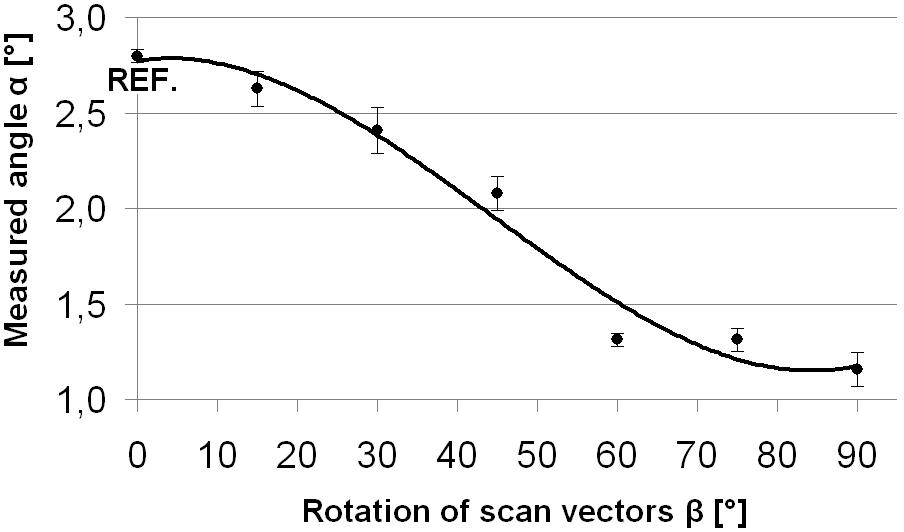 Measured angle α [°]
3,0
2,5
2,0
1,5
1,0
REF.
0 10 20 30 40 50 60 70 80 90
Rotation of scan vectors β [°]